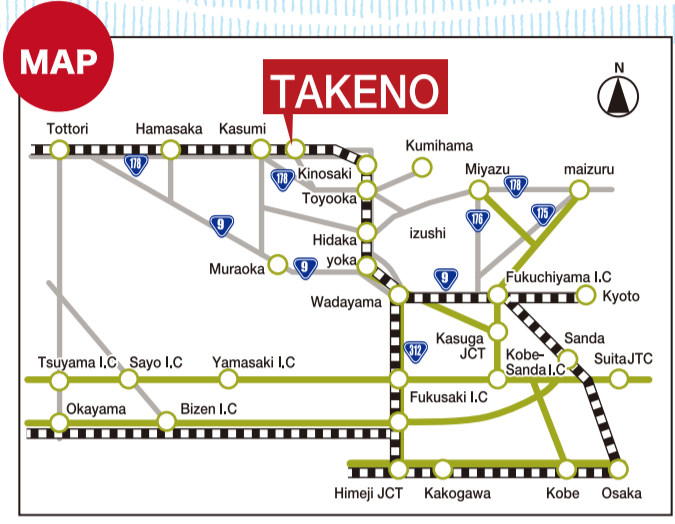 MAP
TAKENO
N
Tottori
Hamasaka
Kasumi
Kumihama
178
Kinosaki
178
Miyazu
178
maizuru
Toyooka
9
176
175
Hidaka
izushi
Muraoka
9
yoka
9
Fukuchiyama I.C
Wadayama
Kyoto
312
Kasuga
JCT
Sanda
Tsuyama I.C
Sayo I.C
Yamasaki I.C
Kobe-
Sanda I.C
SuitaJTC
Okayama
Bizen I.C
Fukusaki I.C
Himeji JCT
Kakogawa
Kobe
Osaka